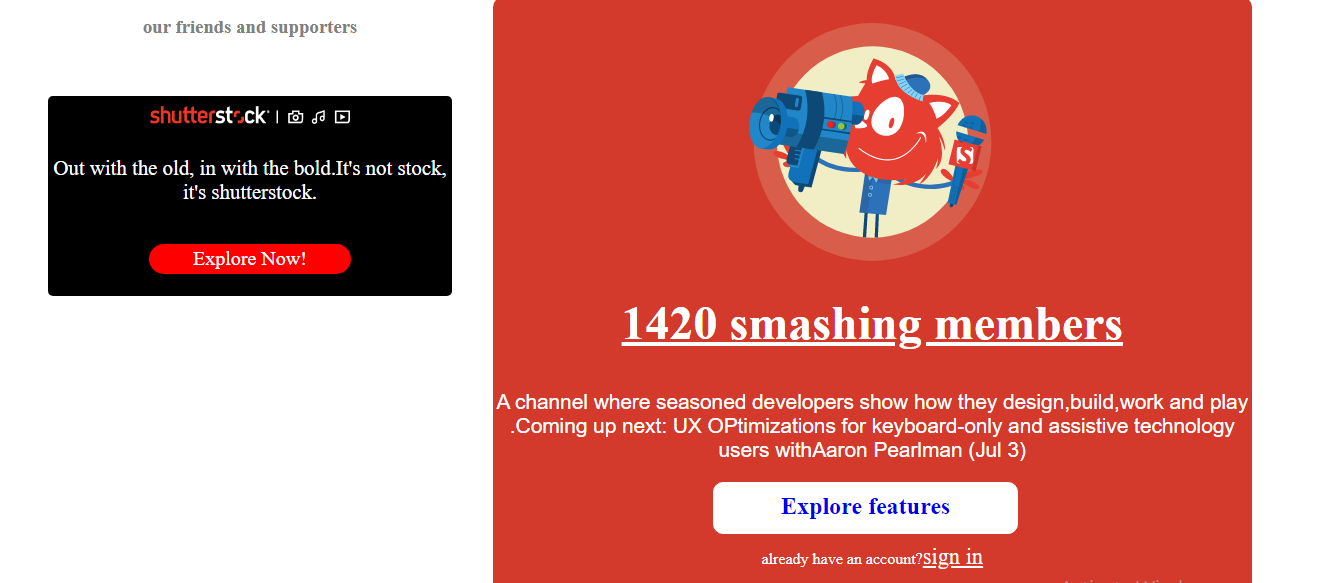 our friends and supporters
shutterstock
Out with the old, in with the bold.It's not stock,
it's shutterstock.
Explore Now!
S
1420 smashing members
A channel where seasoned developers show how they design,build,work and play
.Coming up next: UX OPtimizations for keyboard-only and assistive technology
users withAaron Pearlman (Jul 3)
Explore features
already have an account?sign in